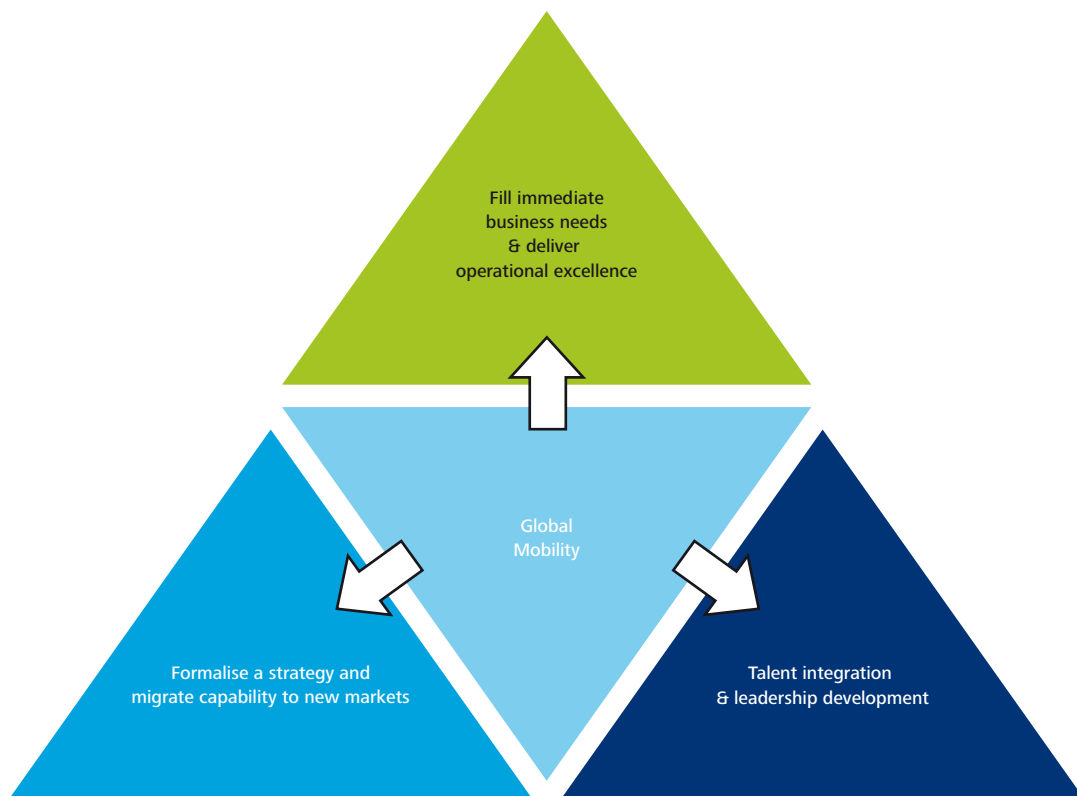 Fill immediate
business needs
& deliver
operational excellence
Global
Mobility
Formalise a strategy and
migrate capability to new markets
Talent integration
& leadership development